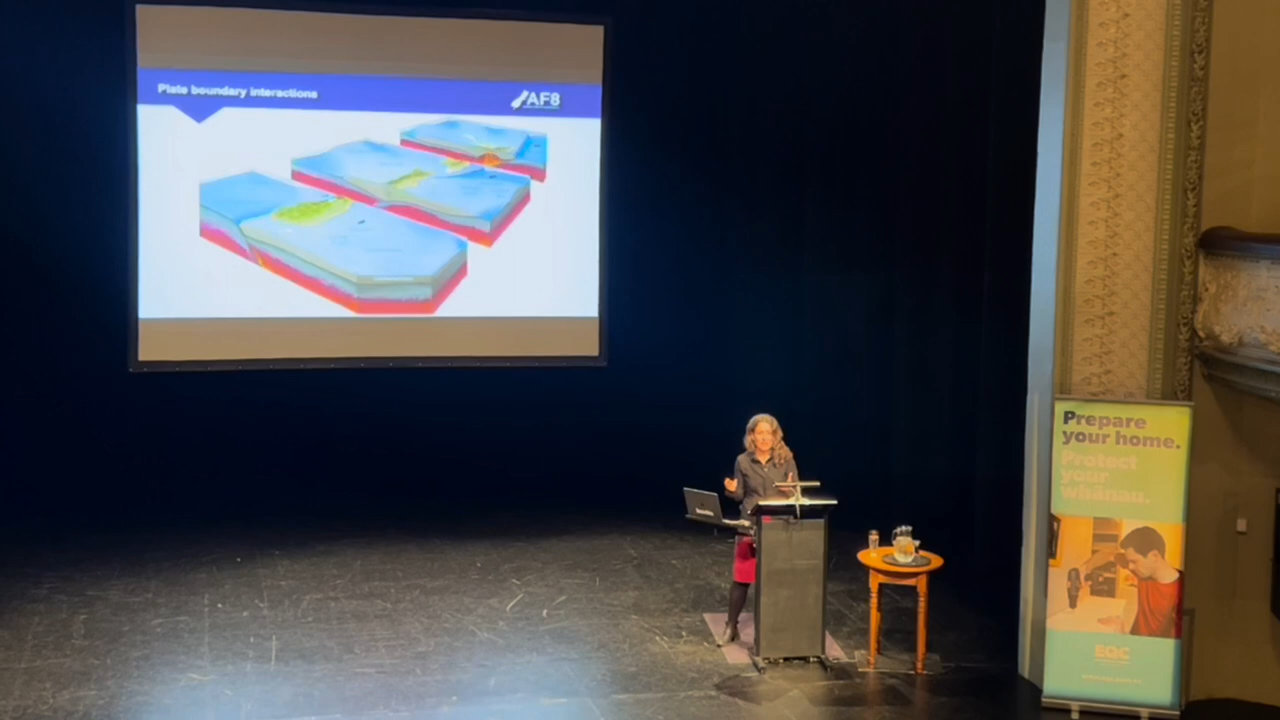 Plate boundary interactions
AF8
Prepare
your home.
Protect
your
whānau.
EQC